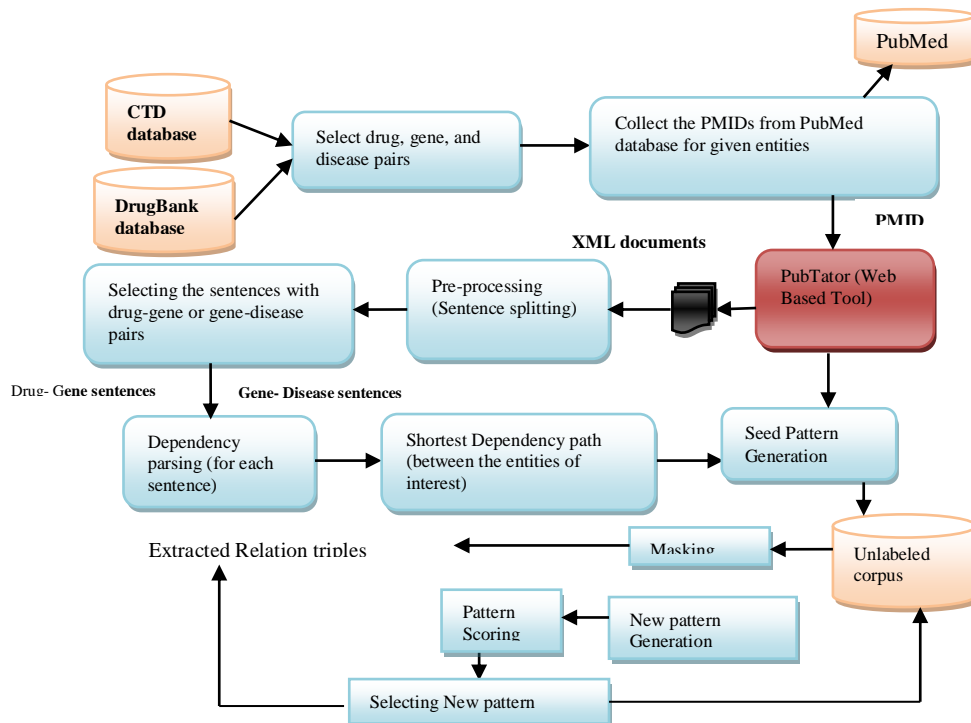 PubMed
CTD
database
DrugBank
database
Select drug, gene, and
disease pairs
Collect the PMIDs from PubMed
database for given entities
PMID
XML documents
PubTator (Web
Based Tool)
Pre-processing
(Sentence splitting)
Selecting the sentences with
drug-gene or gene-disease
pairs
Drug- Gene sentences
Gene- Disease sentences
Dependency
parsing (for each
sentence)
Shortest Dependency path
(between the entities of
interest)
Seed Pattern
Generation
Extracted Relation triples
Masking
Unlabeled
corpus
Pattern
Scoring
New pattern
Generation
Selecting New pattern